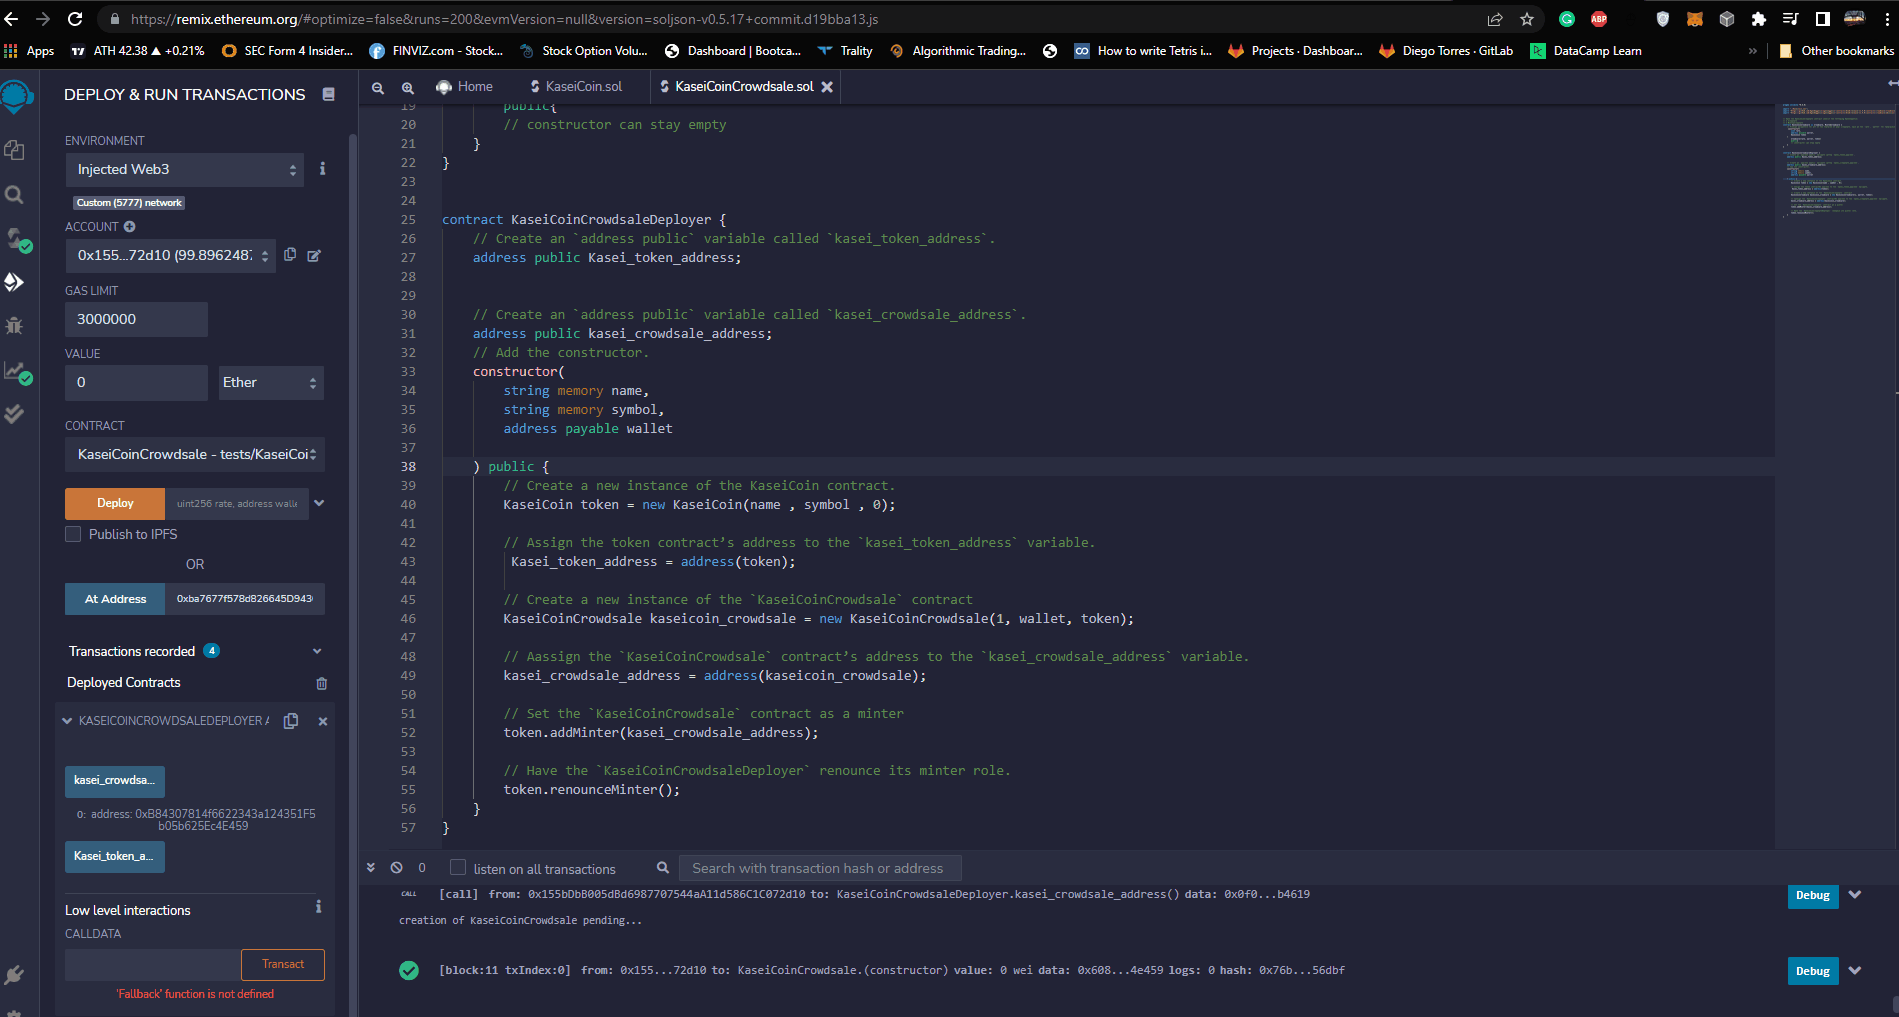 https://remix.ethereum.org/#optimize=false&runs=200&evmVersion=null&version=soljson-v0.5.17+commit.d19bba13.js
ABP
Apps
ATH 42.38 ▲ +0.21%
SEC Form 4 Insider...
FINVIZ.com - Stock...
Stock Option Volu...
Dashboard | Bootca...
Trality
Algorithmic Trading...
How to write Tetris i...
Projects · Dashboar...
Diego Torres · GitLab
DataCamp Learn
»
Other bookmarks
DEPLOY & RUN TRANSACTIONS
ENVIRONMENT
Injected Web3
Custom (5777) network
ACCOUNT
0x155...72d10 (99.8962487
GAS LIMIT
3000000
VALUE
0
Ether
CONTRACT
KaseiCoinCrowdsale - tests/KaseiCoi
Deploy
uint256 rate, address walle
Publish to IPFS
OR
At Address
0xba7677f578d826645D943
Transactions recorded 4
Deployed Contracts
KASEICOINCROWDSALEDEPLOYER A
kasei_crowdsa...
0: address: 0xB84307814f6622343a124351F5
b05b625Ec4E459
Kasei_token_a...
Low level interactions
CALLDATA
Transact
'Fallback' function is not defined
Home
KaseiCoin.sol
KaseiCoinCrowdsale.sol
19 public{
20 // constructor can stay empty
21 }
22 }
23
24
25 contract KaseiCoinCrowdsaleDeployer {
26 // Create an `address public` variable called `kasei_token_address`.
27 address public Kasei_token_address;
28
29
30 // Create an `address public` variable called `kasei_crowdsale_address`.
31 address public kasei_crowdsale_address;
32 // Add the constructor.
33 constructor(
34 string memory name,
35 string memory symbol,
36 address payable wallet
37
38 ) public {
39 // Create a new instance of the KaseiCoin contract.
40 KaseiCoin token = new KaseiCoin(name , symbol , 0);
41
42 // Assign the token contract’s address to the `kasei_token_address` variable.
43 Kasei_token_address = address(token);
44
45 // Create a new instance of the `KaseiCoinCrowdsale` contract
46 KaseiCoinCrowdsale kaseicoin_crowdsale = new KaseiCoinCrowdsale(1, wallet, token);
47
48 // Aassign the `KaseiCoinCrowdsale` contract’s address to the `kasei_crowdsale_address` variable.
49 kasei_crowdsale_address = address(kaseicoin_crowdsale);
50
51 // Set the `KaseiCoinCrowdsale` contract as a minter
52 token.addMinter(kasei_crowdsale_address);
53
54 // Have the `KaseiCoinCrowdsaleDeployer` renounce its minter role.
55 token.renounceMinter();
56 }
57 }
0
listen on all transactions
Search with transaction hash or address
CALL [call] from: 0x155bDbB005dBd6987707544aA11d586C1C072d10 to: KaseiCoinCrowdsaleDeployer.kasei_crowdsale_address() data: 0x0f0...b4619
Debug
creation of KaseiCoinCrowdsale pending...
[block:11 txIndex:0] from: 0x155...72d10 to: KaseiCoinCrowdsale.(constructor) value: 0 wei data: 0x608...4e459 logs: 0 hash: 0x76b...56dbf
Debug